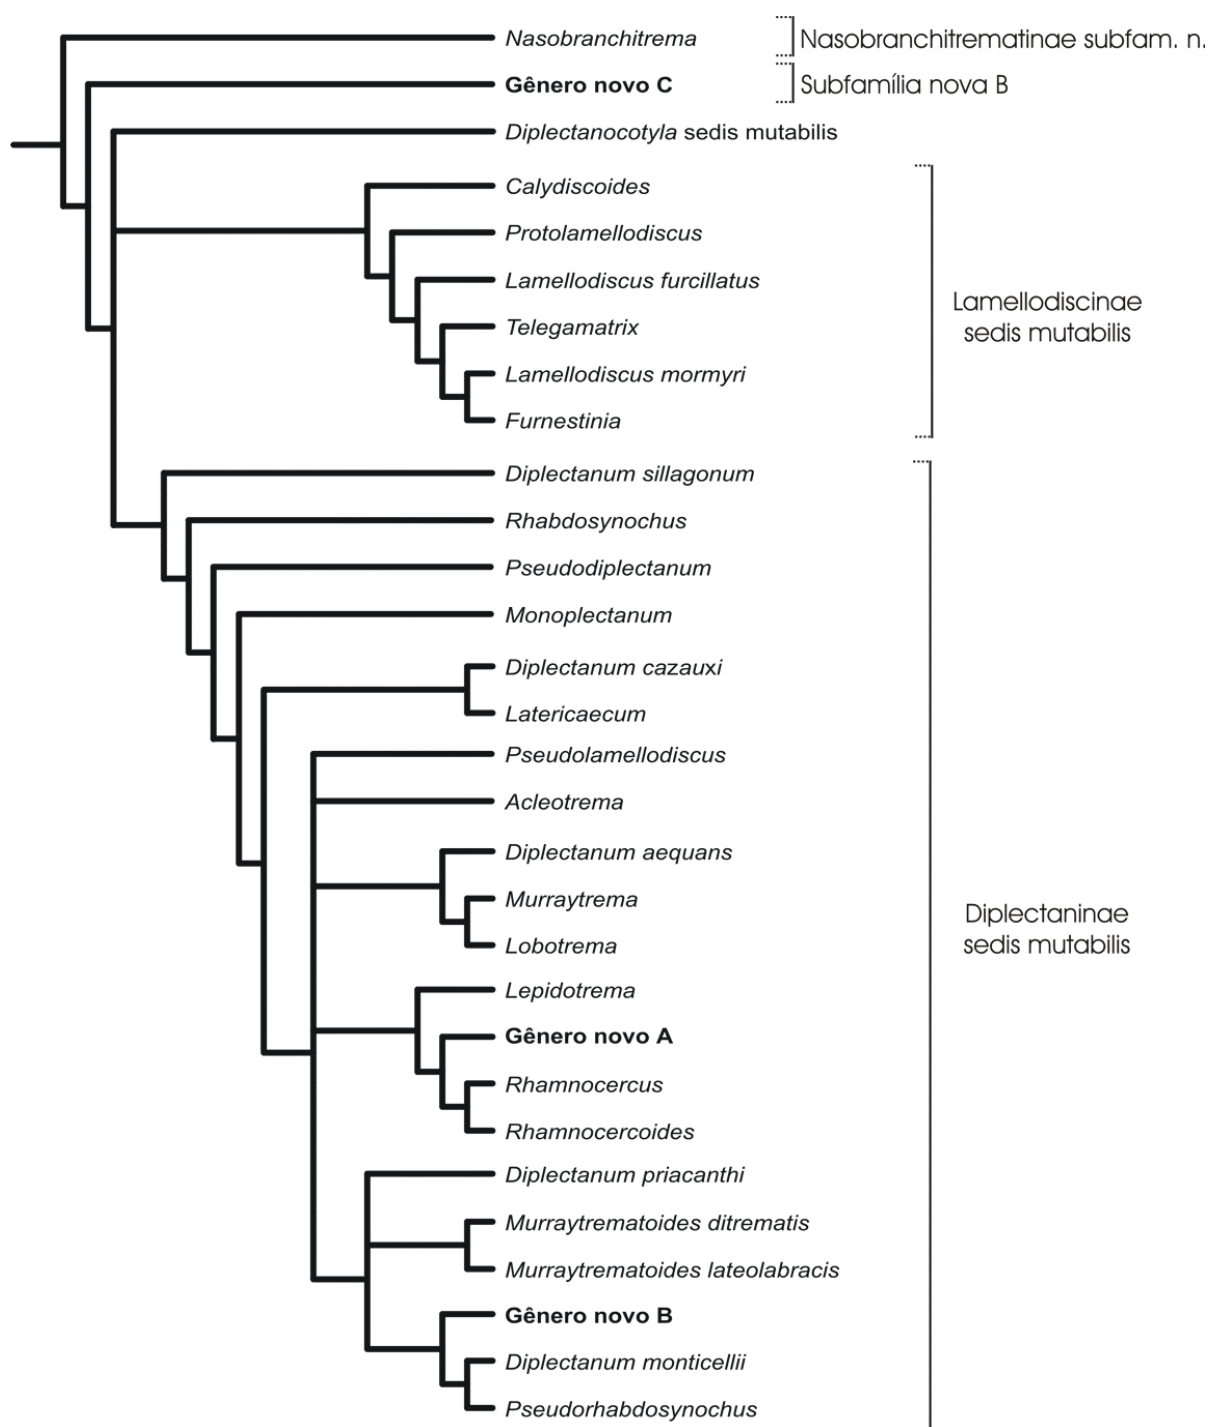 Nasobranchitrema
Nasobranchitrematinae subfam. n.
Gênero novo C
Subfamília nova B
Diplectanocotyla sedis mutabilis
Calydiscoides
Protolamellodiscus
Lamellodiscus furcillatus
Telegamatrix
Lamellodiscus mormyri
Furnestinia
Lamellodiscinae
sedis mutabilis
Diplectanum sillagonum
Rhabdosynochus
Pseudodiplectanum
Monoplectanum
Diplectanum cazauxi
Latericaecum
Pseudolamellodiscus
Acleotrema
Diplectanum aequans
Murraytrema
Lobotrema
Lepidotrema
Gênero novo A
Rhamnocercus
Rhamnocercoides
Diplectanum priacanthi
Murraytrematoides ditrematis
Murraytrematoides lateolabracis
Gênero novo B
Diplectanum monticellii
Pseudorhabdosynochus
Diplectaninae
sedis mutabilis